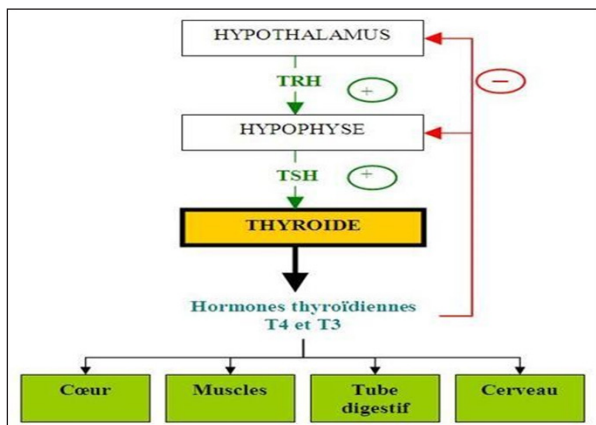 HYPOTHALAMUS
TRH
+
−
HYPOPHYSE
TSH
+
THYROIDE
Hormones thyroïdiennes
T4 et T3
Cœur
Muscles
Tube
digestif
Cerveau